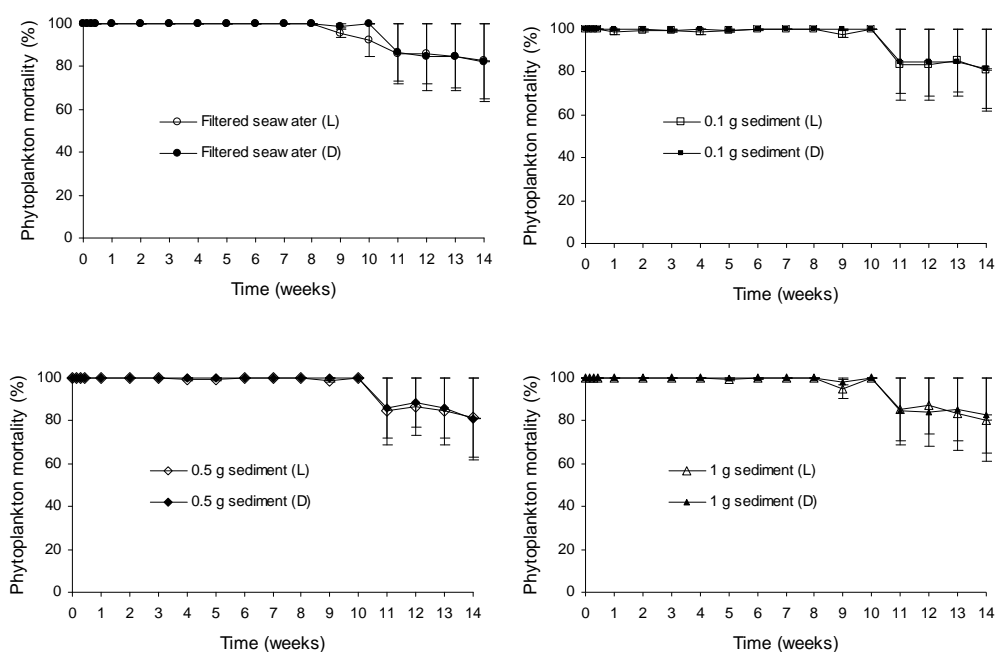 Phytoplankton mortality (%)
100
80
60
40
20
0
Filtered seawater (L)
Filtered seawater (D)
0 1 2 3 4 5 6 7 8 9 10 11 12 13 14
Time (weeks)
Phytoplankton mortality (%)
100
80
60
40
20
0
0.1 g sediment (L)
0.1 g sediment (D)
0 1 2 3 4 5 6 7 8 9 10 11 12 13 14
Time (weeks)
Phytoplankton mortality (%)
100
80
60
40
20
0
0.5 g sediment (L)
0.5 g sediment (D)
0 1 2 3 4 5 6 7 8 9 10 11 12 13 14
Time (weeks)
Phytoplankton mortality (%)
100
80
60
40
20
0
1 g sediment (L)
1 g sediment (D)
0 1 2 3 4 5 6 7 8 9 10 11 12 13 14
Time (weeks)